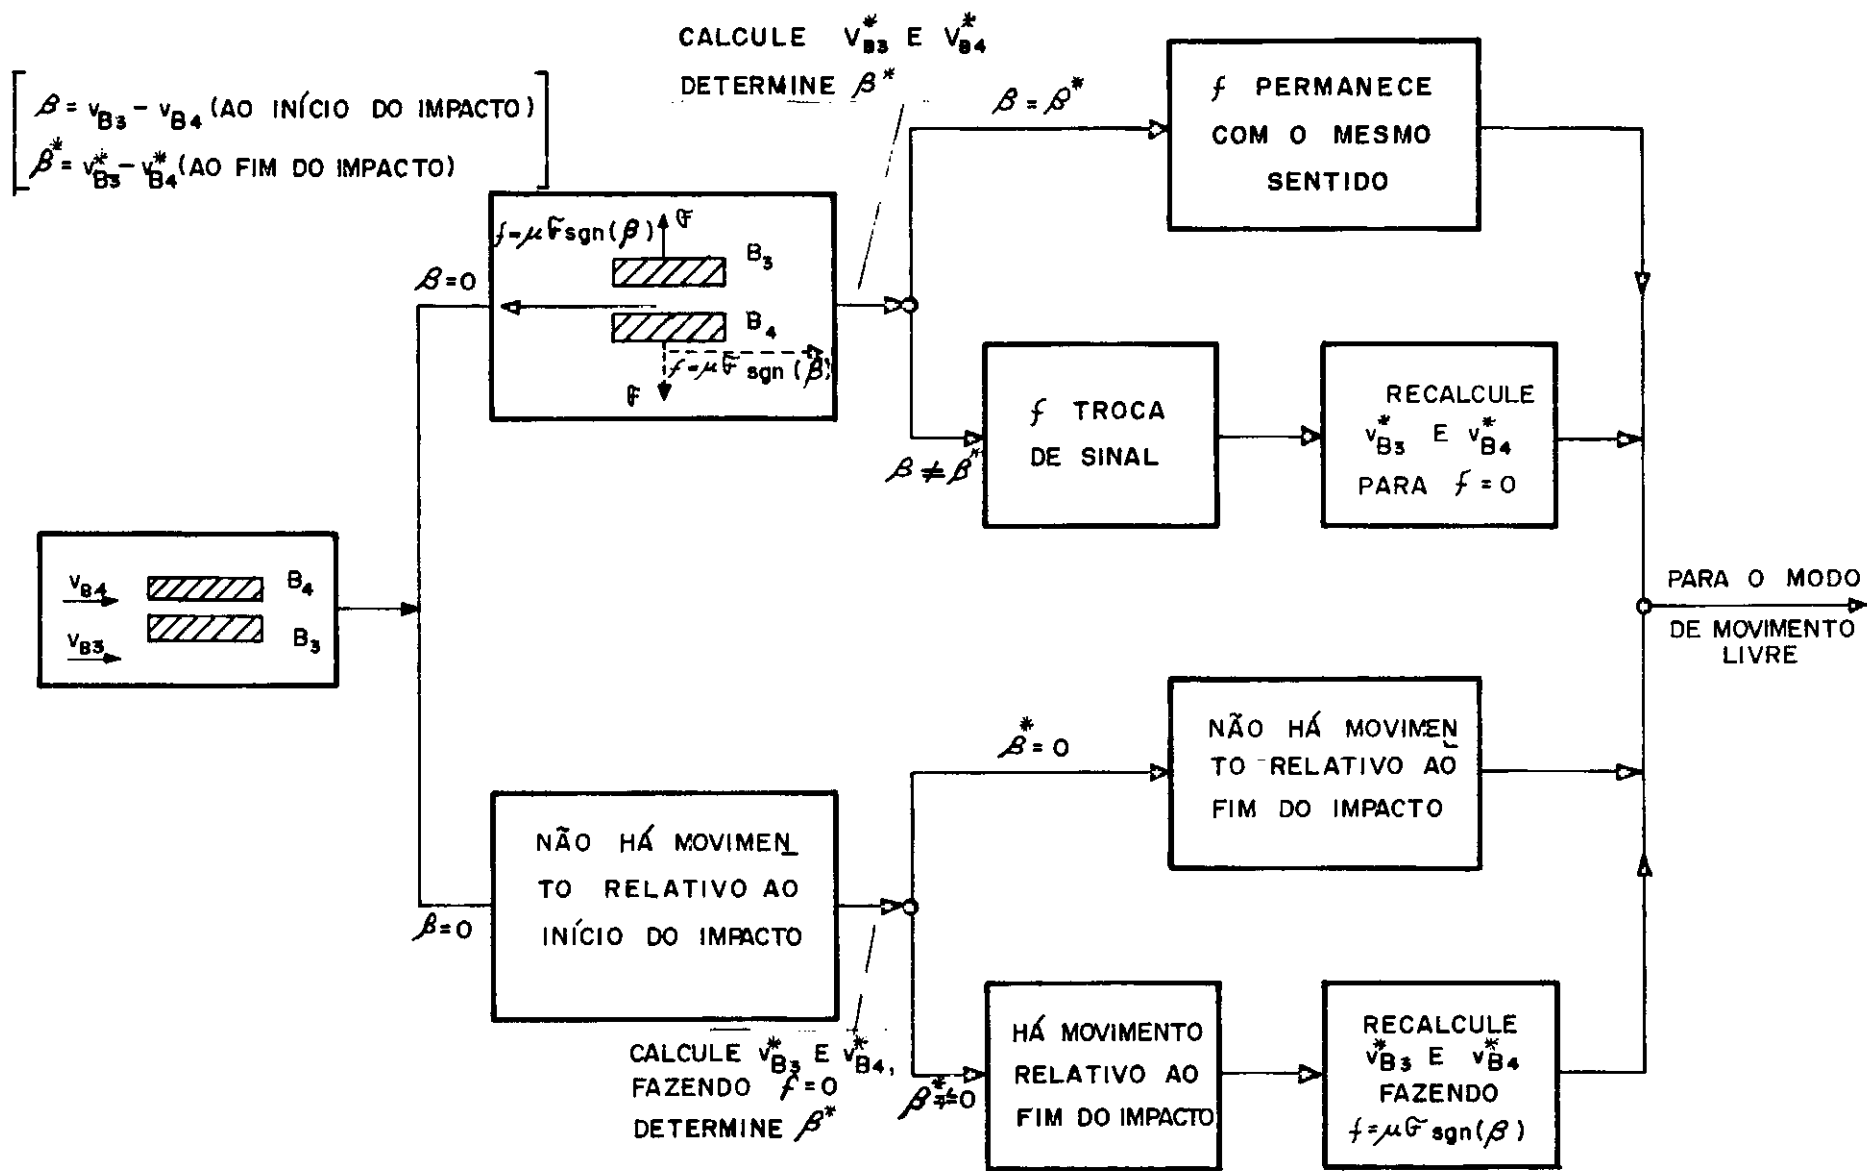 CALCULE V*B3 E V*B4
DETERMINE β*
[β = vB3 − vB4 (AO INÍCIO DO IMPACTO)
β* = v*B3 − v*B4 (AO FIM DO IMPACTO)]
β = β*
f PERMANECE
COM O MESMO
SENTIDO
f = μF sgn(β)
F
B3
β = 0
B4
f = μF sgn(β)
F
β ≠ β*
f TROCA
DE SINAL
RECALCULE
v*B3 E v*B4
PARA f = 0
vB4
B4
vB3
B3
PARA O MODO
DE MOVIMENTO
LIVRE
β* = 0
NÃO HÁ MOVIMEN_
TO RELATIVO AO
FIM DO IMPACTO
NÃO HÁ MOVIMEN_
TO RELATIVO AO
INÍCIO DO IMPACTO
β = 0
CALCULE v*B3 E v*B4,
FAZENDO f = 0
DETERMINE β*
β* ≠ 0
HÁ MOVIMENTO
RELATIVO AO
FIM DO IMPACTO
RECALCULE
v*B3 E v*B4
FAZENDO
f = μF sgn(β)